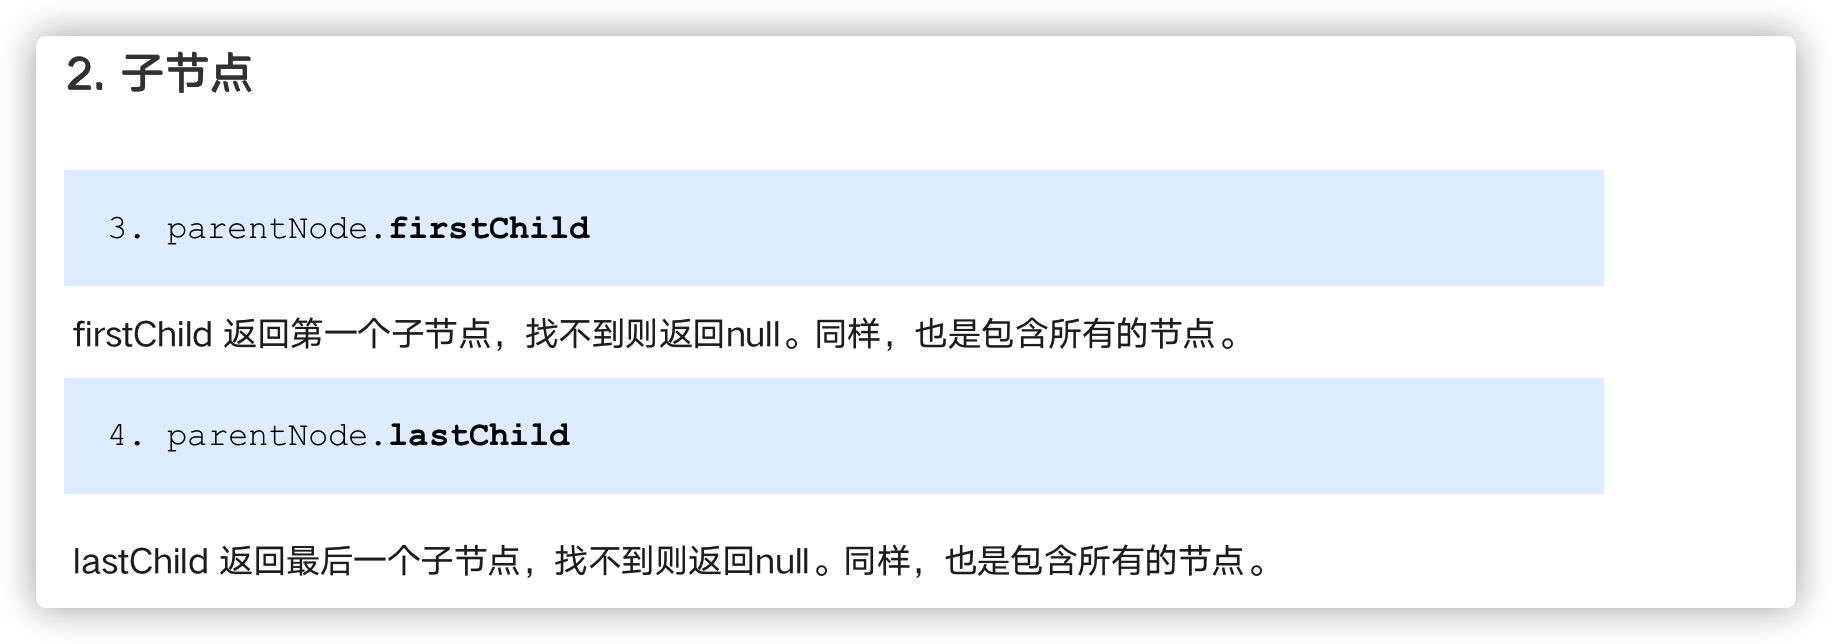 2. 子节点
3. parentNode.firstChild
firstChild 返回第一个子节点，找不到则返回null。同样，也是包含所有的节点。
4. parentNode.lastChild
lastChild 返回最后一个子节点，找不到则返回null。同样，也是包含所有的节点。